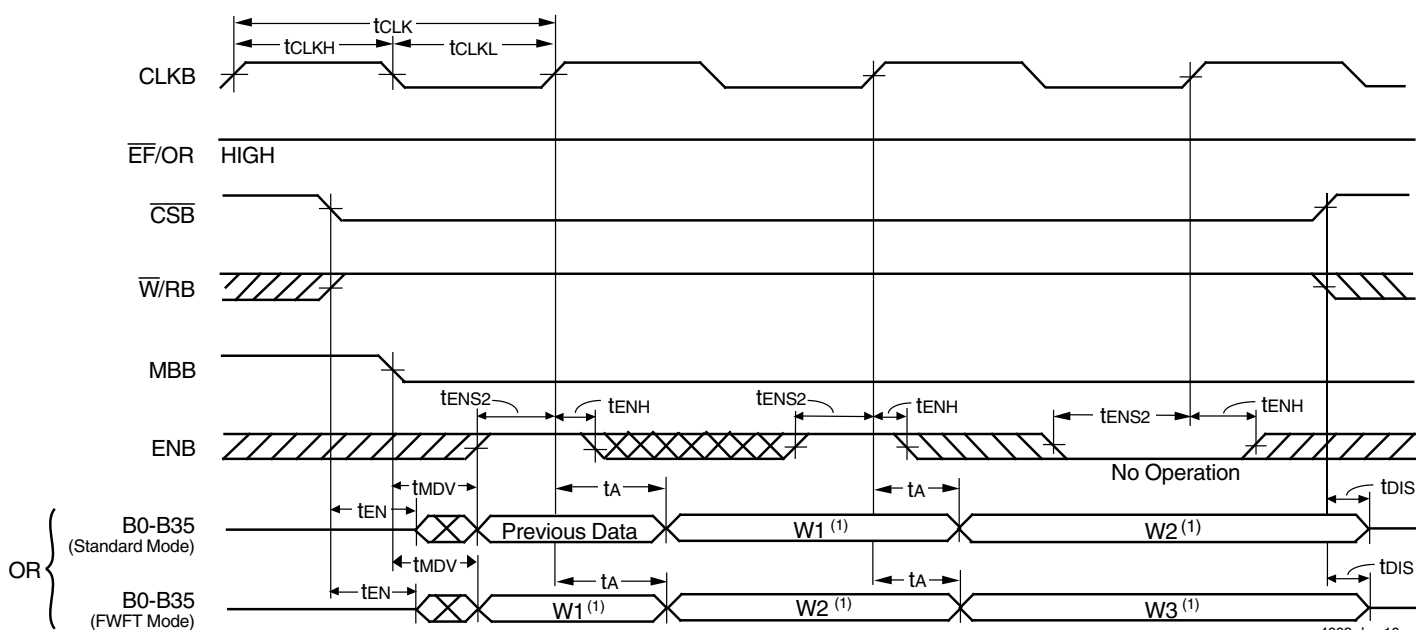 tCLK
tCLKH tCLKL
CLKB
EF/OR HIGH
CSB
W/RB
MBB
tENS2 tENH tENS2 tENH tENS2 tENH
ENB
No Operation
tMDV tA tA tDIS
tEN
B0-B35 Previous Data W1 (1) W2 (1)
(Standard Mode)
OR
tMDV tA tA tDIS
tEN
B0-B35 W1 (1) W2 (1) W3 (1)
(FWFT Mode)